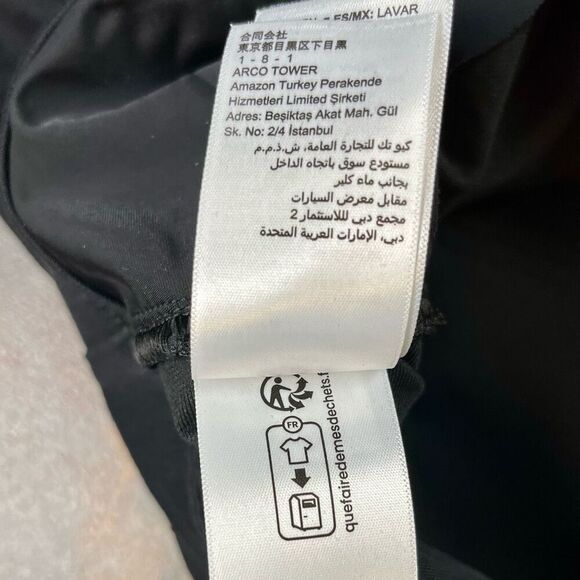 ES/MX: LAVAR
合同会社
東京都目黒区下目黒
1 - 8 - 1
ARCO TOWER
Amazon Turkey Perakende
Hizmetleri Limited Şirketi
Adres: Beşiktaş Akat Mah. Gül
Sk. No: 2/4 İstanbul
كيو تك للتجارة العامة، ش.ذ.م.م
مستودع سوق باتجاه الداخل
بجانب ماء كلير
مقابل معرض السيارات
مجمع دبي لللاستثمار 2
دبي، الإمارات العربية المتحدة
FR
quefairedemesdechets.f